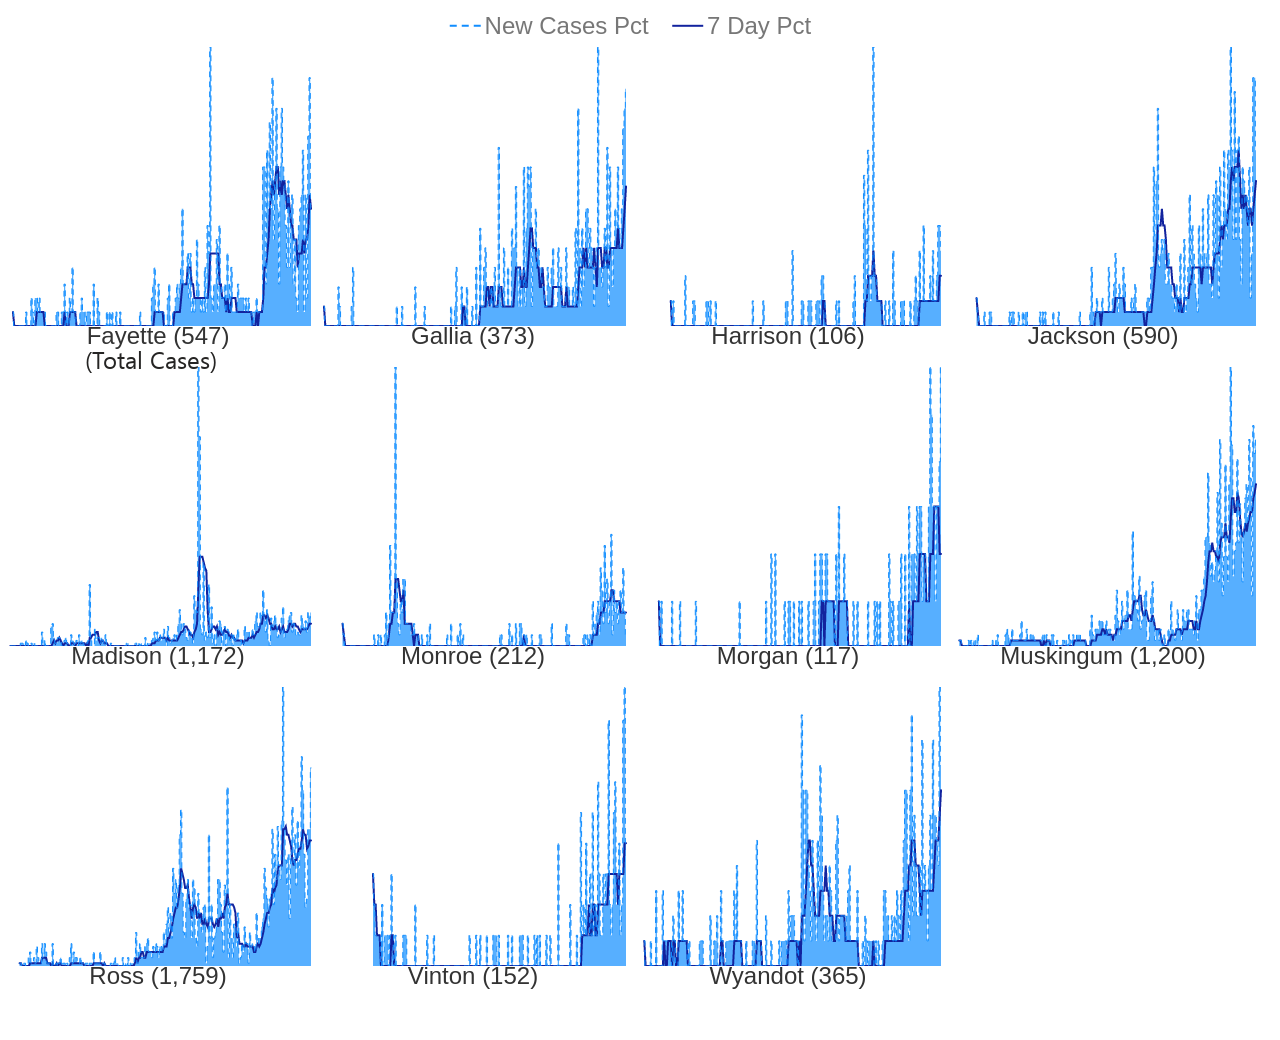 New Cases Pct 7 Day Pct
Fayette (547) Gallia (373) Harrison (106) Jackson (590)
(Total Cases)
Madison (1,172) Monroe (212) Morgan (117) Muskingum (1,200)
Ross (1,759) Vinton (152) Wyandot (365)